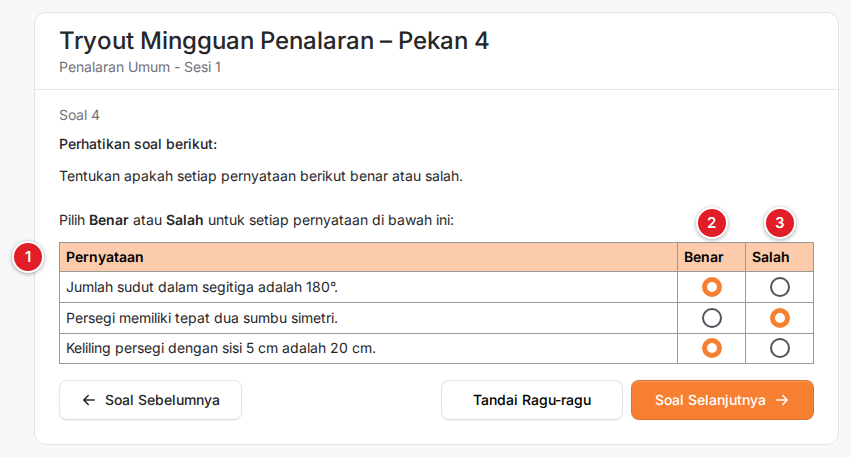 Tryout Mingguan Penalaran – Pekan 4
Penalaran Umum - Sesi 1
Soal 4
Perhatikan soal berikut:
Tentukan apakah setiap pernyataan berikut benar atau salah.
Pilih Benar atau Salah untuk setiap pernyataan di bawah ini:
2 3
1 Pernyataan Benar Salah
Jumlah sudut dalam segitiga adalah 180°.
Persegi memiliki tepat dua sumbu simetri.
Keliling persegi dengan sisi 5 cm adalah 20 cm.
← Soal Sebelumnya Tandai Ragu-ragu Soal Selanjutnya →